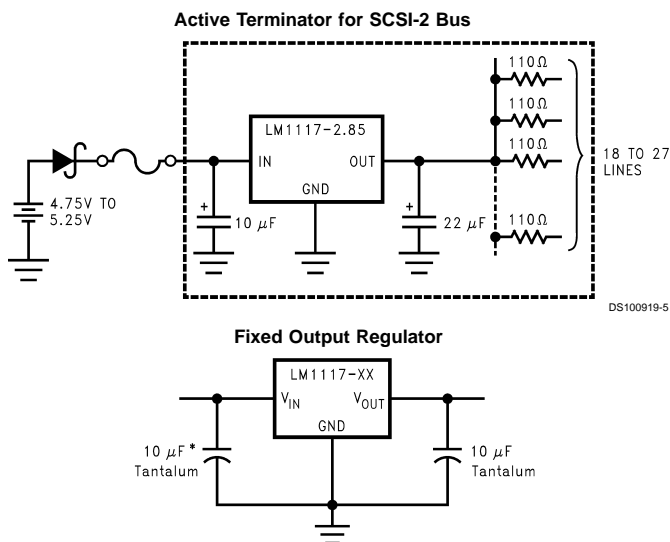 Active Terminator for SCSI-2 Bus
110Ω
110Ω
110Ω
110Ω
LM1117-2.85
IN
OUT
GND
18 TO 27
LINES
4.75V TO
5.25V
+
10 μF
+
22 μF
DS100919-5
Fixed Output Regulator
LM1117-XX
VIN
VOUT
GND
10 μF*
Tantalum
10 μF
Tantalum